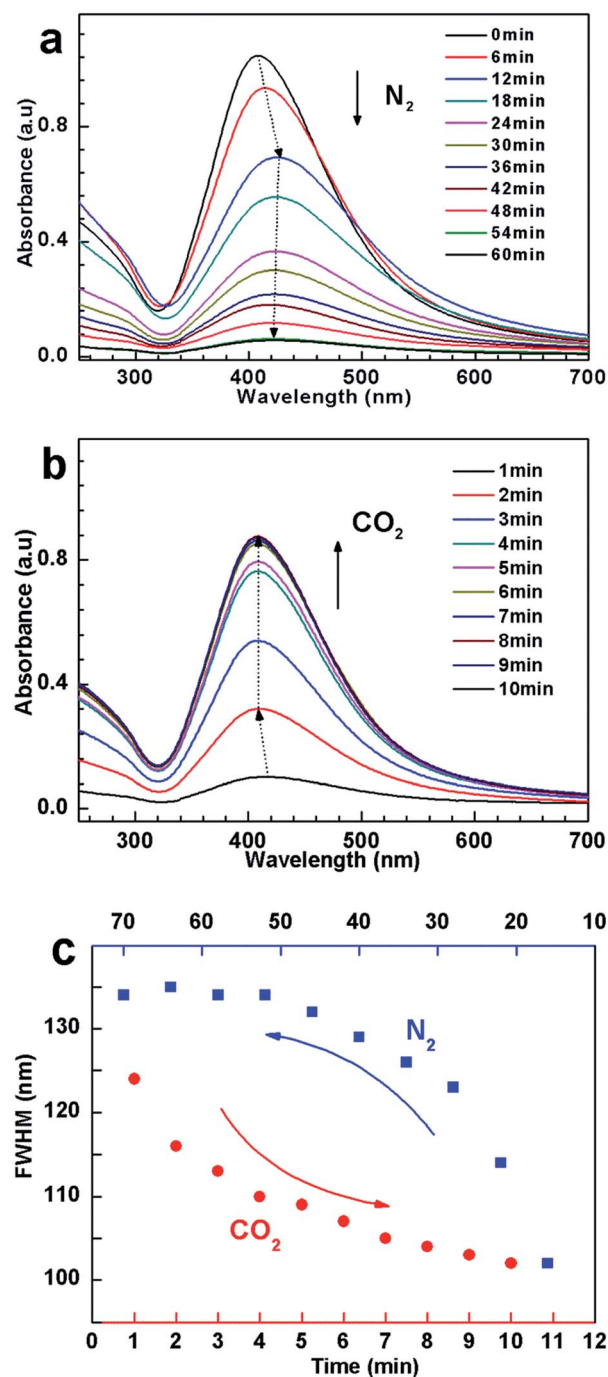 a
0min
6min
12min
18min
24min
30min
36min
42min
48min
54min
60min
N2
Absorbance (a.u)
0.8
0.4
0.0
300 400 500 600 700
Wavelength (nm)
b
1min
2min
3min
4min
5min
6min
7min
8min
9min
10min
CO2
Absorbance (a.u)
0.8
0.4
0.0
300 400 500 600 700
Wavelength (nm)
70 60 50 40 30 20 10
c
N2
CO2
FWHM (nm)
130
120
110
100
0 1 2 3 4 5 6 7 8 9 10 11 12
Time (min)